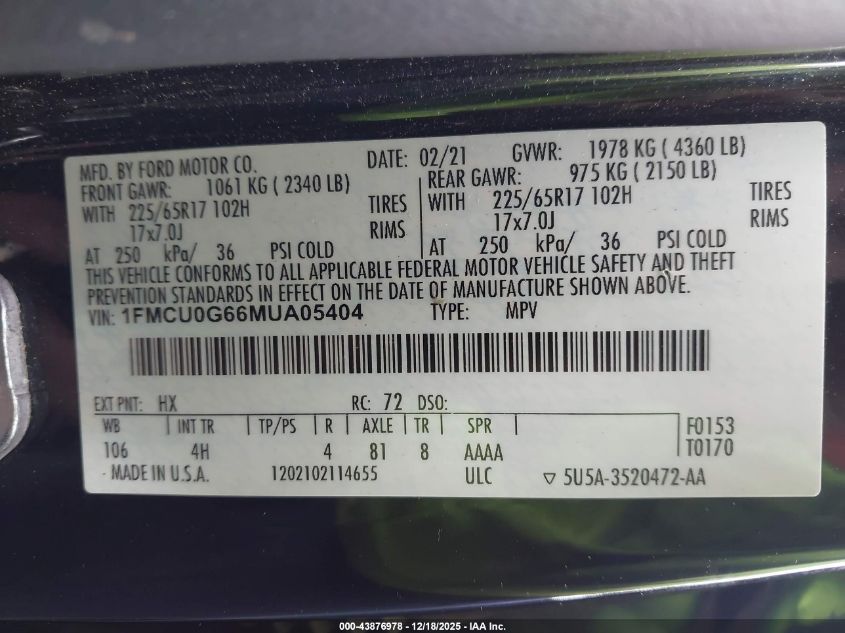 MFD. BY FORD MOTOR CO. DATE: 02/21 GVWR: 1978 KG ( 4360 LB)
FRONT GAWR: 1061 KG ( 2340 LB) REAR GAWR: 975 KG ( 2150 LB)
WITH 225/65R17 102H TIRES WITH 225/65R17 102H TIRES
17x7.0J RIMS 17x7.0J RIMS
AT 250 kPa/ 36 PSI COLD AT 250 kPa/ 36 PSI COLD
THIS VEHICLE CONFORMS TO ALL APPLICABLE FEDERAL MOTOR VEHICLE SAFETY AND THEFT
PREVENTION STANDARDS IN EFFECT ON THE DATE OF MANUFACTURE SHOWN ABOVE.
VIN: 1FMCU0G66MUA05404 TYPE: MPV
EXT PNT: HX RC: 72 DSO:
WB INT TR TP/PS R AXLE TR SPR F0153
106 4H 4 81 8 AAAA T0170
MADE IN U.S.A. 1202102114655 ULC ▽ 5U5A-3520472-AA
000-43876978 - 12/18/2025 - IAA Inc.